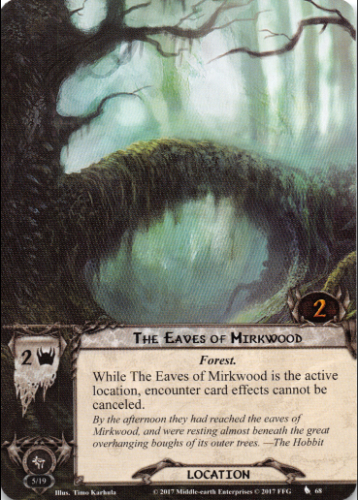 2
THE EAVES OF MIRKWOOD
Forest.
2
While The Eaves of Mirkwood is the active
location, encounter card effects cannot be
canceled.
By the afternoon they had reached the eaves of
Mirkwood, and were resting almost beneath the great
overhanging boughs of its outer trees. —The Hobbit
5/19
LOCATION
Illus. Timo Karhula
© 2017 Middle-earth Enterprises © 2017 FFG
68